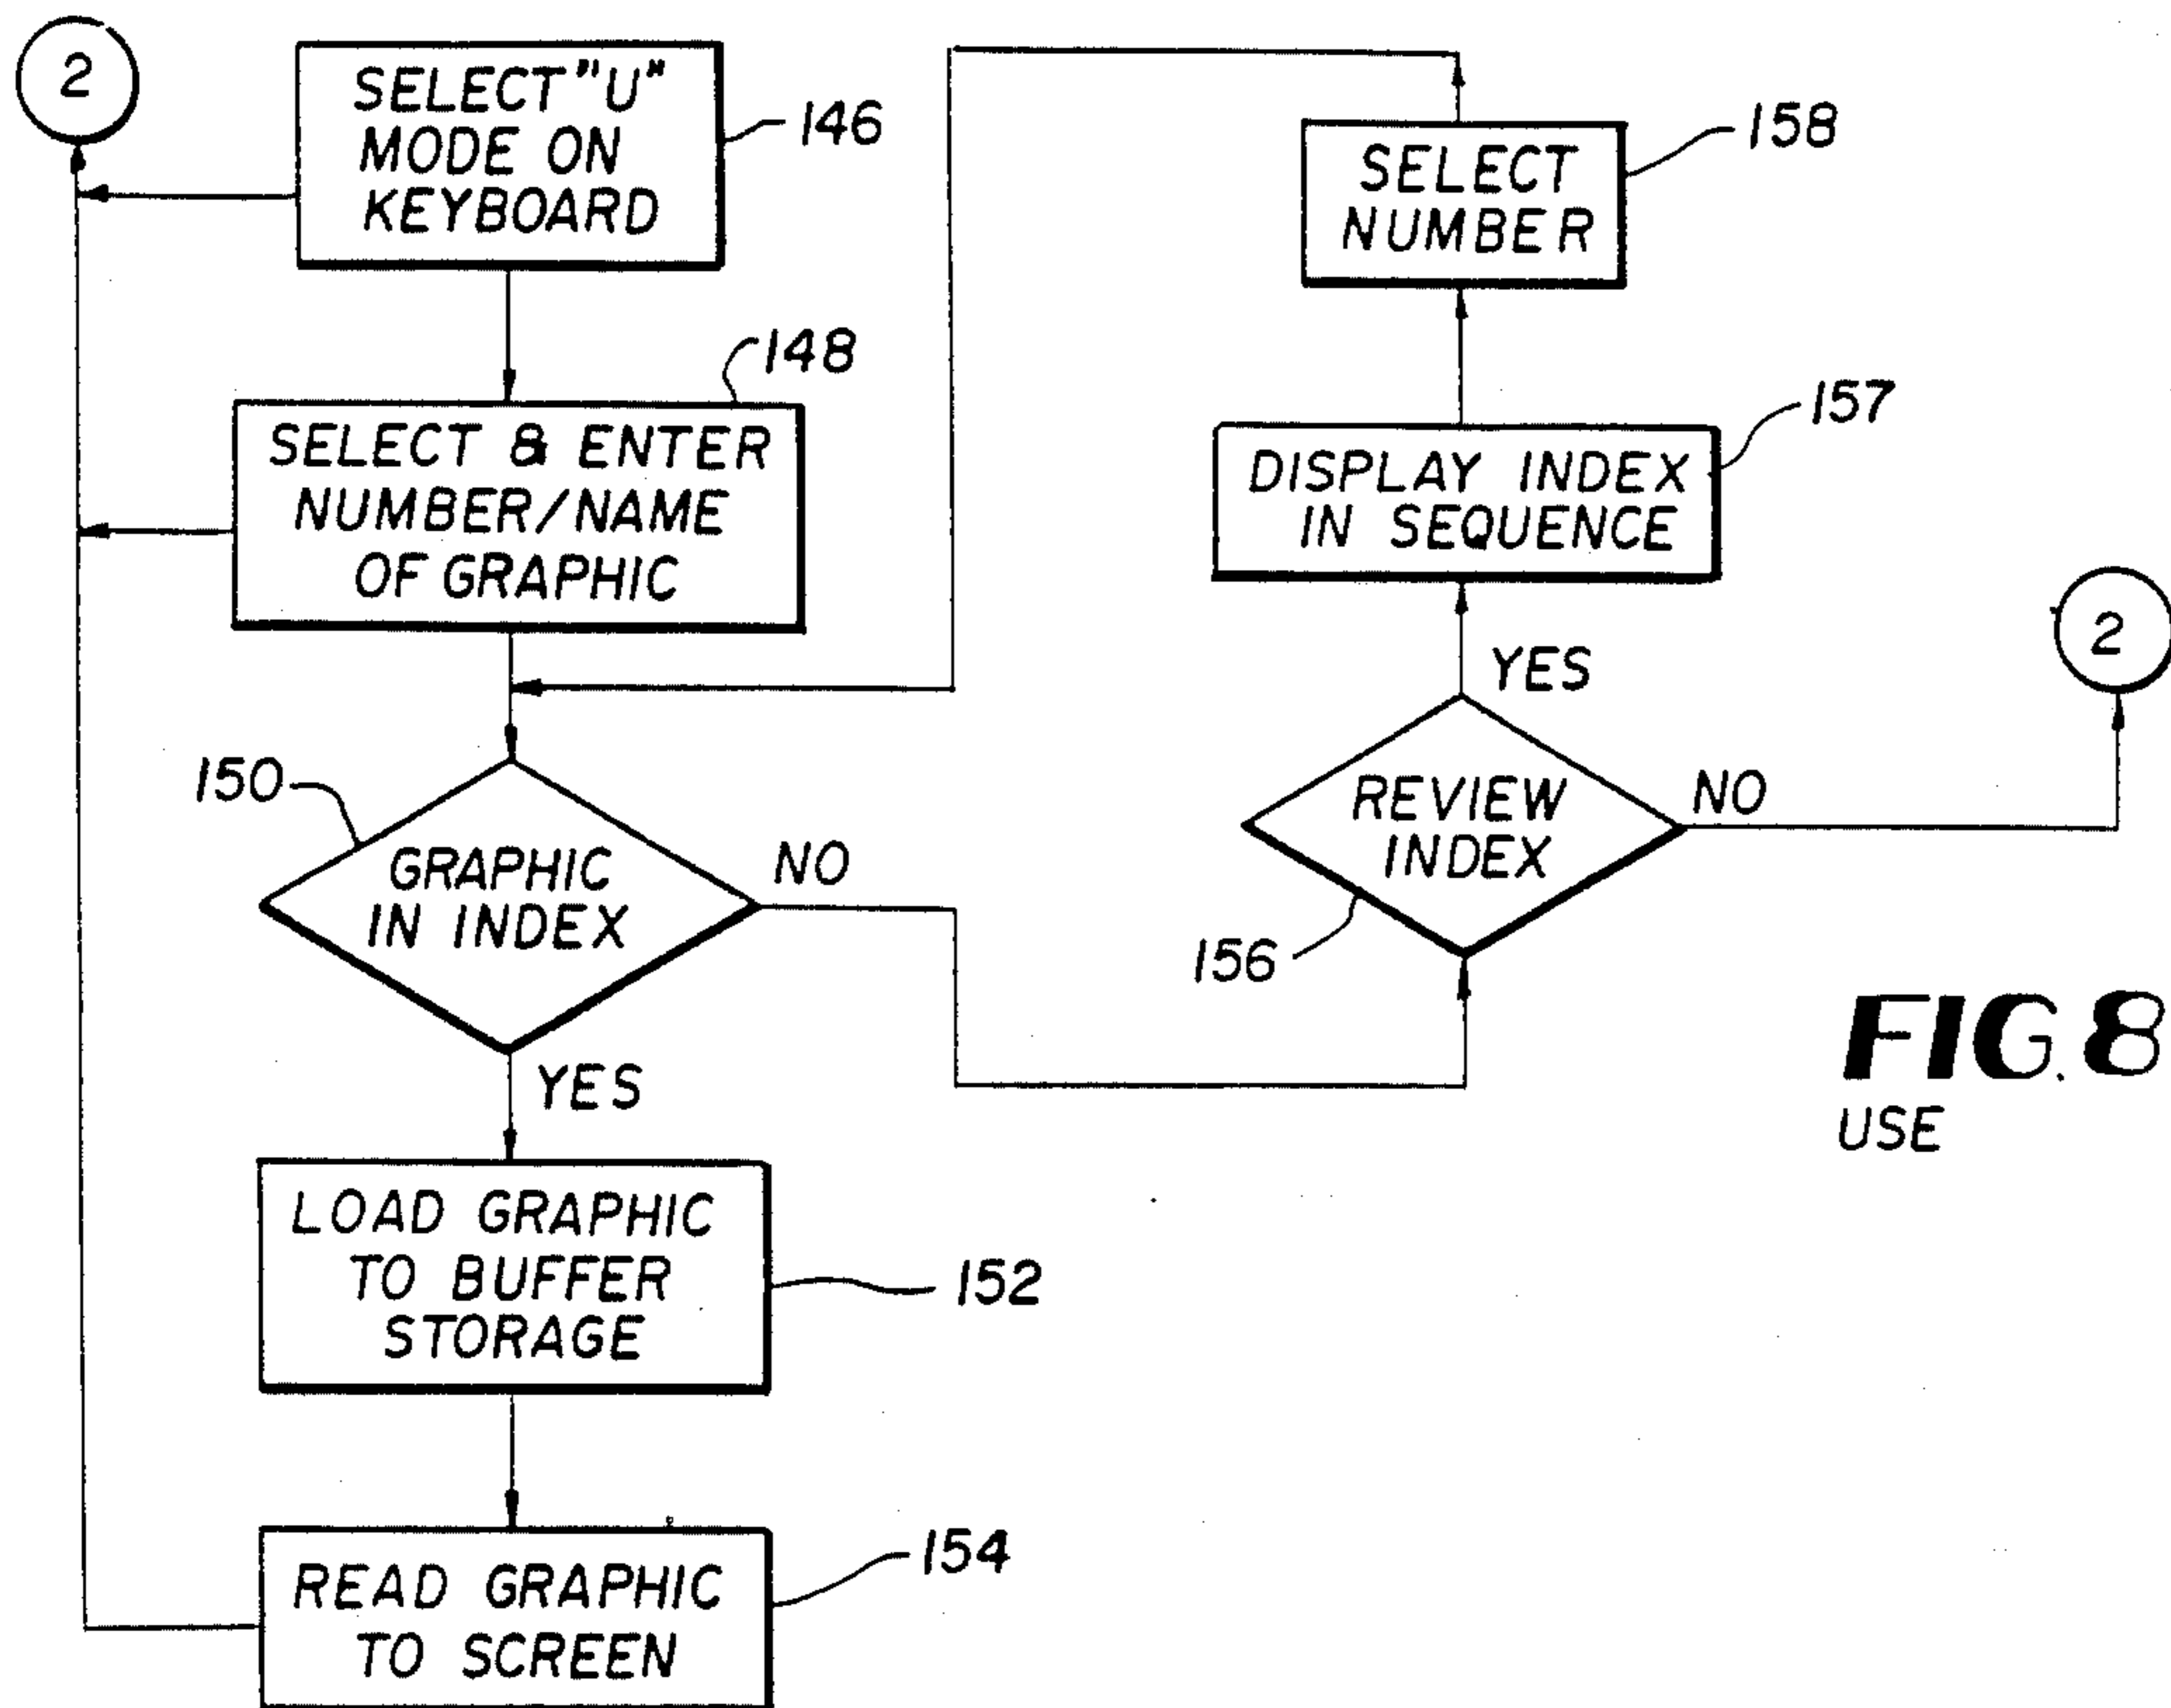 2
SELECT "U"
MODE ON
KEYBOARD
146
148
SELECT & ENTER
NUMBER/NAME
OF GRAPHIC
150
GRAPHIC
IN INDEX
NO
YES
LOAD GRAPHIC
TO BUFFER
STORAGE
152
READ GRAPHIC
TO SCREEN
154
158
SELECT
NUMBER
157
DISPLAY INDEX
IN SEQUENCE
YES
REVIEW
INDEX
NO
156
2
FIG. 8
USE